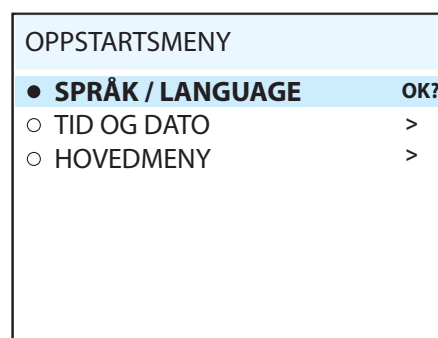 OPPSTARTSMENY
SPRÅK / LANGUAGE OK?
TID OG DATO >
HOVEDMENY >